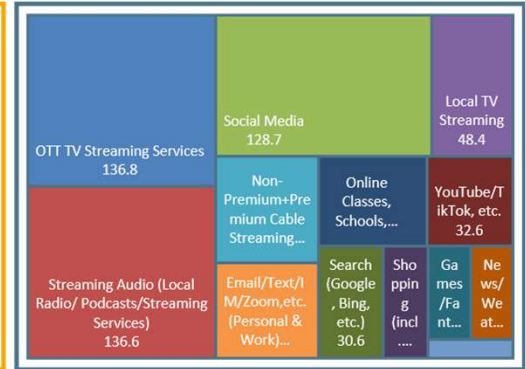 OTT TV Streaming Services
136.8
Streaming Audio (Local
Radio/ Podcasts/Streaming
Services)
136.6
Social Media
128.7
Local TV
Streaming
48.4
Non-
Premium+Pre
mium Cable
Streaming...
Online
Classes,
Schools,...
YouTube/T
ikTok, etc.
32.6
Email/Text/I
M/Zoom,etc.
(Personal &
Work)...
Search
(Google
, Bing,
etc.)
30.6
Sho
ppin
g
(incl
....
Ga
mes
/Fa
nt...
Ne
ws/
We
at...